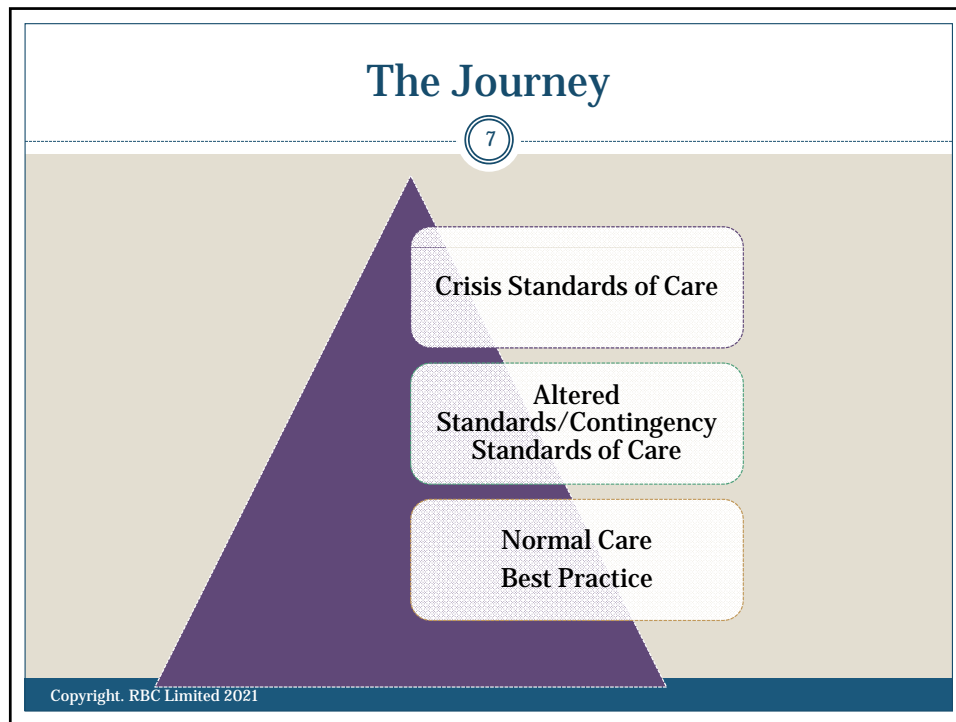 The Journey
7
Crisis Standards of Care
Altered
Standards/Contingency
Standards of Care
Normal Care
Best Practice
Copyright. RBC Limited 2021